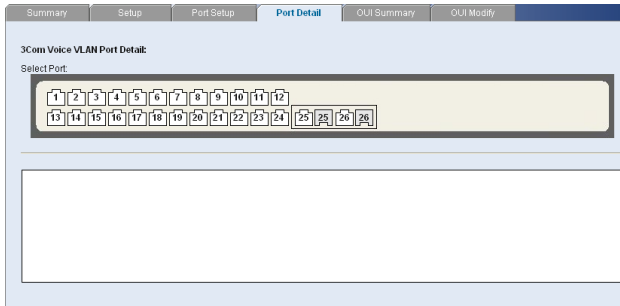 Summary Setup Port Setup Port Detail OUI Summary OUI Modify
3Com Voice VLAN Port Detail:
Select Port:
1 2 3 4 5 6 7 8 9 10 11 12
13 14 15 16 17 18 19 20 21 22 23 24 25 25 26 26